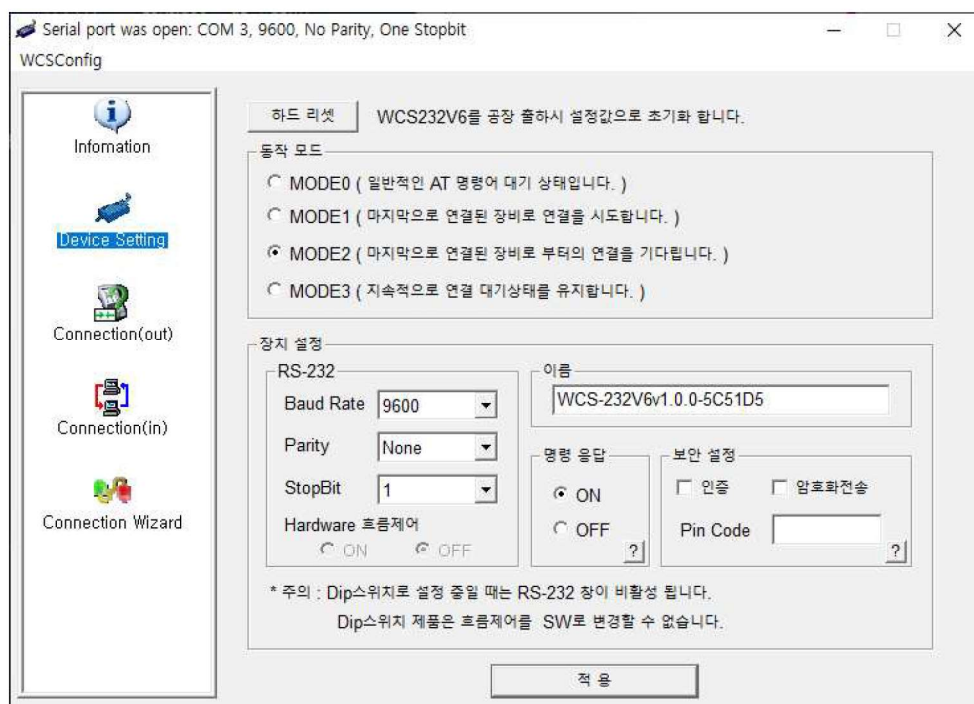 Serial port was open: COM 3, 9600, No Parity, One Stopbit
WCSConfig
Infomation
Device Setting
Connection(out)
Connection(in)
Connection Wizard
하드 리셋 WCS232V6를 공장 출하시 설정값으로 초기화 합니다.
동작 모드
MODE0 ( 일반적인 AT 명령어 대기 상태입니다. )
MODE1 ( 마지막으로 연결된 장비로 연결을 시도합니다. )
MODE2 ( 마지막으로 연결된 장비로 부터의 연결을 기다립니다. )
MODE3 ( 지속적으로 연결 대기상태를 유지합니다. )
장치 설정
RS-232
Baud Rate 9600
Parity None
StopBit 1
Hardware 흐름제어
ON OFF
이름
WCS-232V6v1.0.0-5C51D5
명령 응답
ON
OFF
?
보안 설정
인증 암호화전송
Pin Code
?
* 주의 : Dip스위치로 설정 중일 때는 RS-232 창이 비활성 됩니다.
Dip스위치 제품은 흐름제어를 SW로 변경할 수 없습니다.
적 용